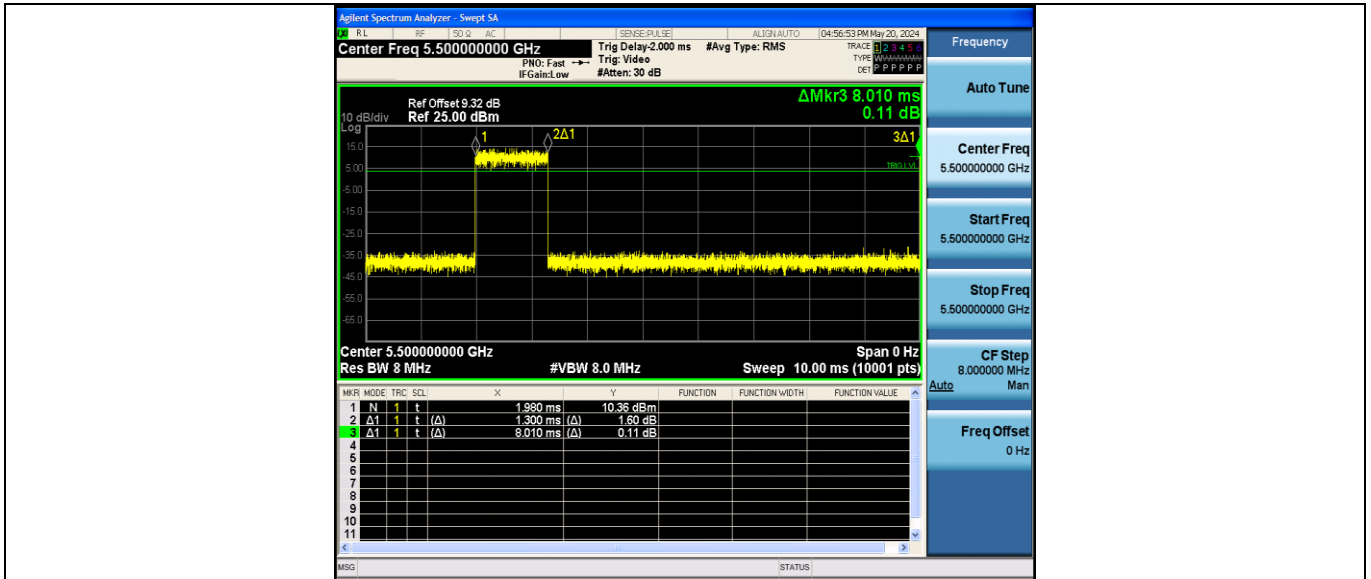 Agilent Spectrum Analyzer - Swept SA
LXI RL RF 50 Ω AC SENSE:PULSE ALIGN AUTO 04:56:53 PM May 20, 2024
Center Freq 5.500000000 GHz Trig Delay-2.000 ms #Avg Type: RMS TRACE 1 2 3 4 5 6
PNO: Fast Trig: Video TYPE WWWWWW
IFGain:Low #Atten: 30 dB DET P P P P P P
Frequency
ΔMkr3 8.010 ms
0.11 dB
Ref Offset 9.32 dB
10 dB/div Ref 25.00 dBm
Log
1 2Δ1 3Δ1
15.0
TRIG LVL
5.00
-5.00
-15.0
-25.0
-35.0
-45.0
-55.0
-65.0
Center 5.500000000 GHz Span 0 Hz
Res BW 8 MHz #VBW 8.0 MHz Sweep 10.00 ms (10001 pts)
MKR MODE TRC SCL X Y FUNCTION FUNCTION WIDTH FUNCTION VALUE
1 N 1 t 1.980 ms 10.36 dBm
2 Δ1 1 t (Δ) 1.300 ms (Δ) 1.60 dB
3 Δ1 1 t (Δ) 8.010 ms (Δ) 0.11 dB
4
5
6
7
8
9
10
11
MSG STATUS
Auto Tune
Center Freq
5.500000000 GHz
Start Freq
5.500000000 GHz
Stop Freq
5.500000000 GHz
CF Step
8.000000 MHz
Auto Man
Freq Offset
0 Hz